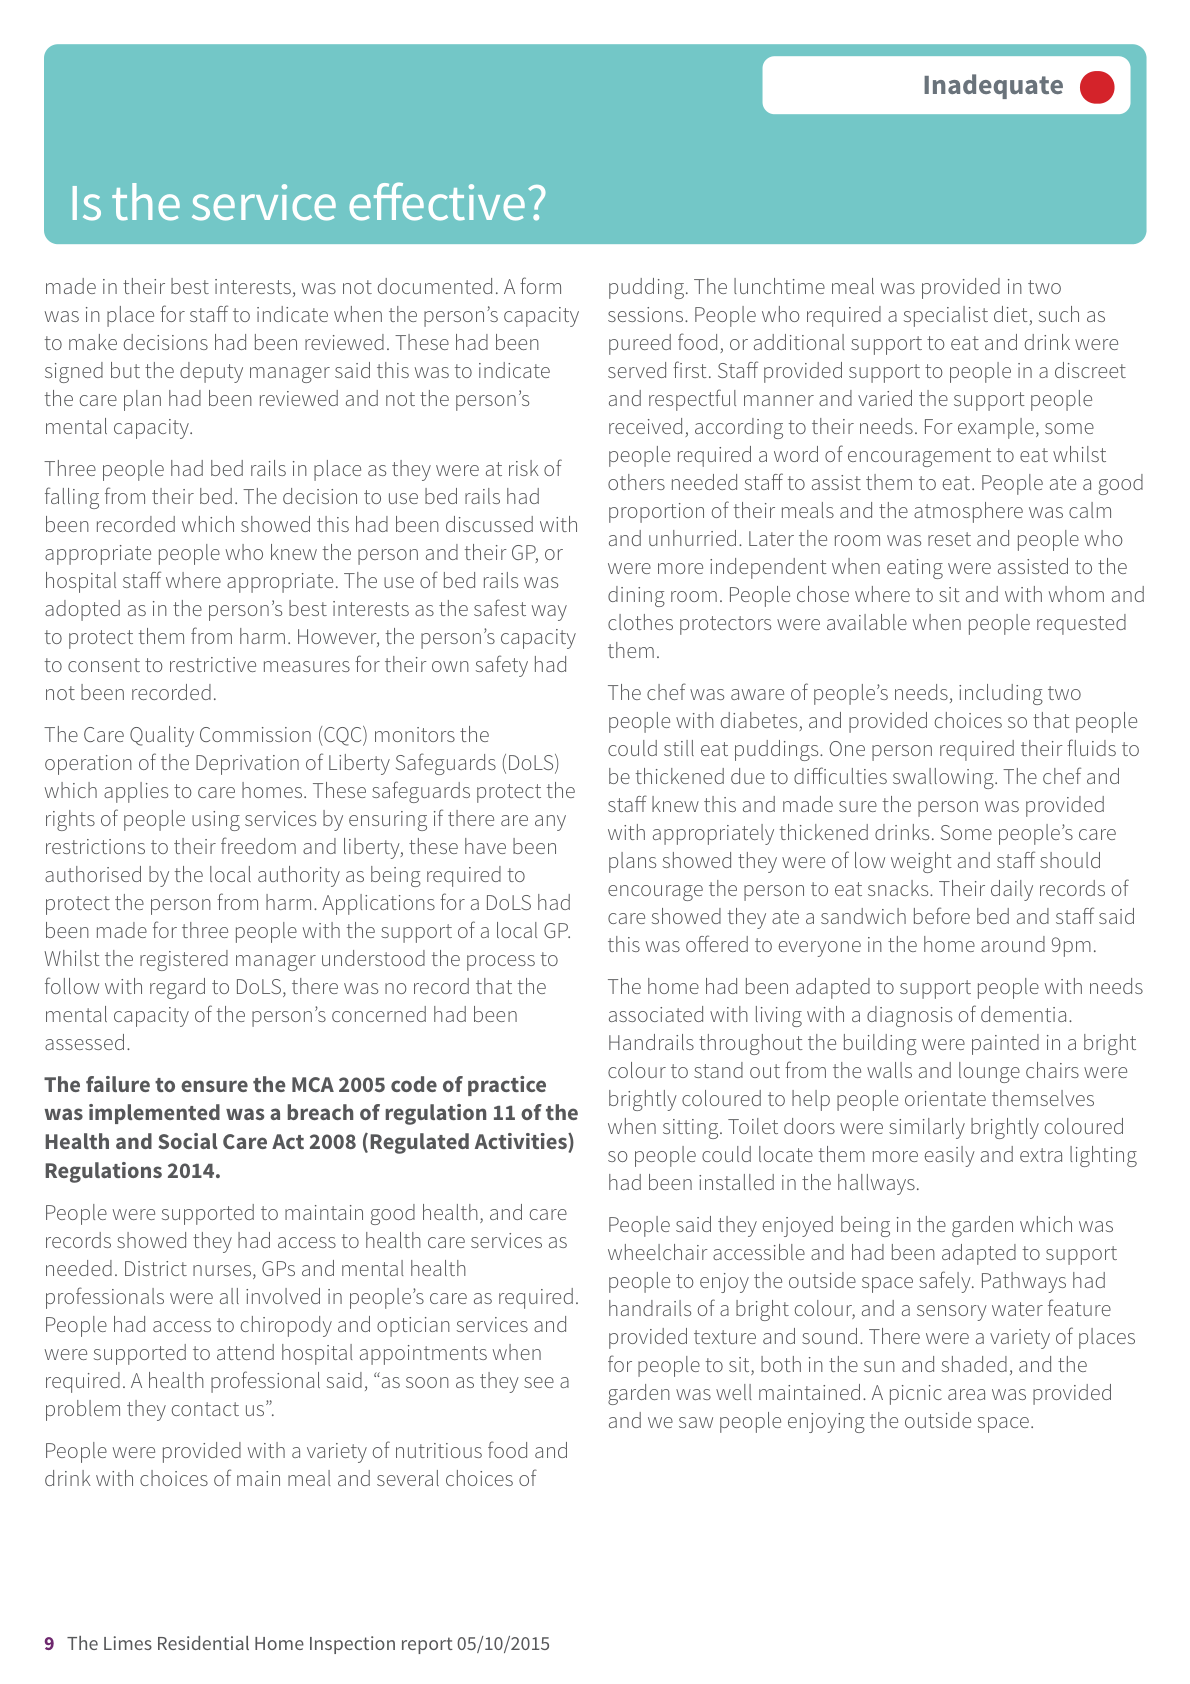 Inadequate
Is the service effective?
made in their best interests, was not documented. A form
was in place for staff to indicate when the person’s capacity
to make decisions had been reviewed. These had been
signed but the deputy manager said this was to indicate
the care plan had been reviewed and not the person’s
mental capacity.
Three people had bed rails in place as they were at risk of
falling from their bed. The decision to use bed rails had
been recorded which showed this had been discussed with
appropriate people who knew the person and their GP, or
hospital staff where appropriate. The use of bed rails was
adopted as in the person’s best interests as the safest way
to protect them from harm. However, the person’s capacity
to consent to restrictive measures for their own safety had
not been recorded.
The Care Quality Commission (CQC) monitors the
operation of the Deprivation of Liberty Safeguards (DoLS)
which applies to care homes. These safeguards protect the
rights of people using services by ensuring if there are any
restrictions to their freedom and liberty, these have been
authorised by the local authority as being required to
protect the person from harm. Applications for a DoLS had
been made for three people with the support of a local GP.
Whilst the registered manager understood the process to
follow with regard to DoLS, there was no record that the
mental capacity of the person’s concerned had been
assessed.
The failure to ensure the MCA 2005 code of practice
was implemented was a breach of regulation 11 of the
Health and Social Care Act 2008 (Regulated Activities)
Regulations 2014.
People were supported to maintain good health, and care
records showed they had access to health care services as
needed. District nurses, GPs and mental health
professionals were all involved in people’s care as required.
People had access to chiropody and optician services and
were supported to attend hospital appointments when
required. A health professional said, “as soon as they see a
problem they contact us”.
People were provided with a variety of nutritious food and
drink with choices of main meal and several choices of
pudding. The lunchtime meal was provided in two
sessions. People who required a specialist diet, such as
pureed food, or additional support to eat and drink were
served first. Staff provided support to people in a discreet
and respectful manner and varied the support people
received, according to their needs. For example, some
people required a word of encouragement to eat whilst
others needed staff to assist them to eat. People ate a good
proportion of their meals and the atmosphere was calm
and unhurried. Later the room was reset and people who
were more independent when eating were assisted to the
dining room. People chose where to sit and with whom and
clothes protectors were available when people requested
them.
The chef was aware of people’s needs, including two
people with diabetes, and provided choices so that people
could still eat puddings. One person required their fluids to
be thickened due to difficulties swallowing. The chef and
staff knew this and made sure the person was provided
with appropriately thickened drinks. Some people’s care
plans showed they were of low weight and staff should
encourage the person to eat snacks. Their daily records of
care showed they ate a sandwich before bed and staff said
this was offered to everyone in the home around 9pm.
The home had been adapted to support people with needs
associated with living with a diagnosis of dementia.
Handrails throughout the building were painted in a bright
colour to stand out from the walls and lounge chairs were
brightly coloured to help people orientate themselves
when sitting. Toilet doors were similarly brightly coloured
so people could locate them more easily and extra lighting
had been installed in the hallways.
People said they enjoyed being in the garden which was
wheelchair accessible and had been adapted to support
people to enjoy the outside space safely. Pathways had
handrails of a bright colour, and a sensory water feature
provided texture and sound. There were a variety of places
for people to sit, both in the sun and shaded, and the
garden was well maintained. A picnic area was provided
and we saw people enjoying the outside space.
9 The Limes Residential Home Inspection report 05/10/2015